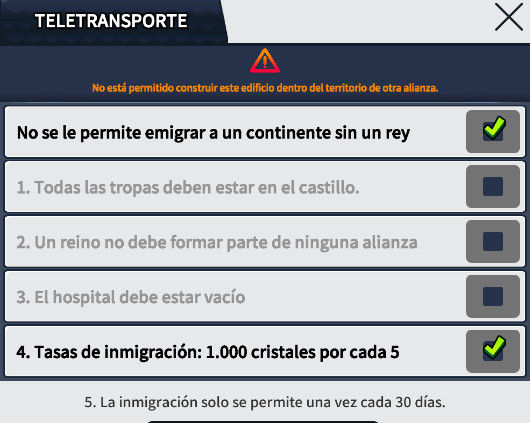 TELETRANSPORTE
No está permitido construir este edificio dentro del territorio de otra alianza.
No se le permite emigrar a un continente sin un rey
1. Todas las tropas deben estar en el castillo.
2. Un reino no debe formar parte de ninguna alianza
3. El hospital debe estar vacío
4. Tasas de inmigración: 1.000 cristales por cada 5
5. La inmigración solo se permite una vez cada 30 días.